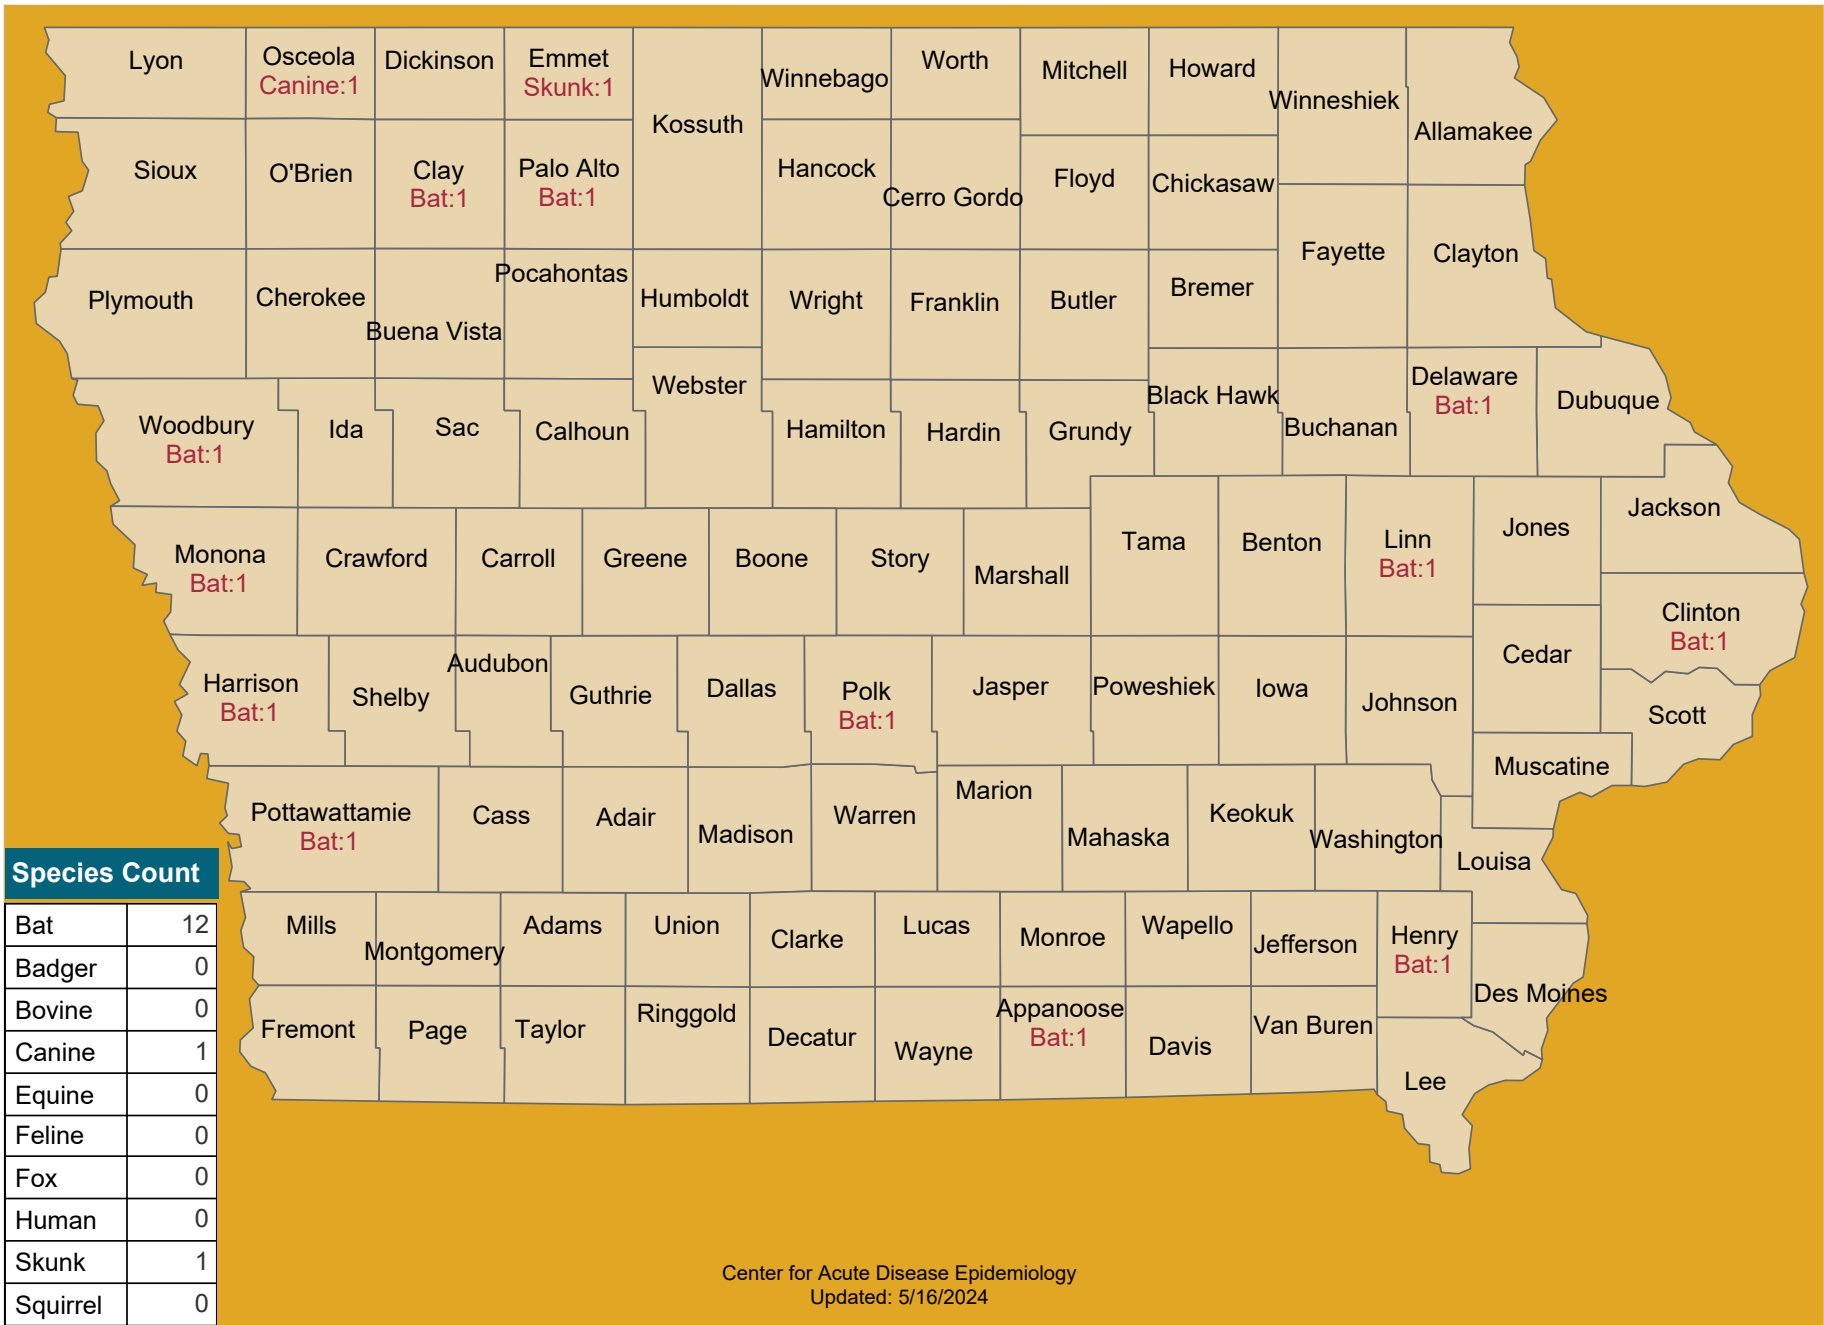 Lyon
Osceola
Canine:1
Dickinson
Emmet
Skunk:1
Kossuth
Winnebago
Worth
Mitchell
Howard
Winneshiek
Allamakee
Sioux
O'Brien
Clay
Bat:1
Palo Alto
Bat:1
Hancock
Cerro Gordo
Floyd
Chickasaw
Fayette
Clayton
Plymouth
Cherokee
Buena Vista
Pocahontas
Humboldt
Wright
Franklin
Butler
Bremer
Woodbury
Bat:1
Ida
Sac
Calhoun
Webster
Hamilton
Hardin
Grundy
Black Hawk
Buchanan
Delaware
Bat:1
Dubuque
Monona
Bat:1
Crawford
Carroll
Greene
Boone
Story
Marshall
Tama
Benton
Linn
Bat:1
Jones
Jackson
Clinton
Bat:1
Harrison
Bat:1
Shelby
Audubon
Guthrie
Dallas
Polk
Bat:1
Jasper
Poweshiek
Iowa
Johnson
Cedar
Scott
Muscatine
Pottawattamie
Bat:1
Cass
Adair
Madison
Warren
Marion
Mahaska
Keokuk
Washington
Louisa
Mills
Montgomery
Adams
Union
Clarke
Lucas
Monroe
Wapello
Jefferson
Henry
Bat:1
Des Moines
Fremont
Page
Taylor
Ringgold
Decatur
Wayne
Appanoose
Bat:1
Davis
Van Buren
Lee
Species Count
Bat 12
Badger 0
Bovine 0
Canine 1
Equine 0
Feline 0
Fox 0
Human 0
Skunk 1
Squirrel 0
Center for Acute Disease Epidemiology
Updated: 5/16/2024